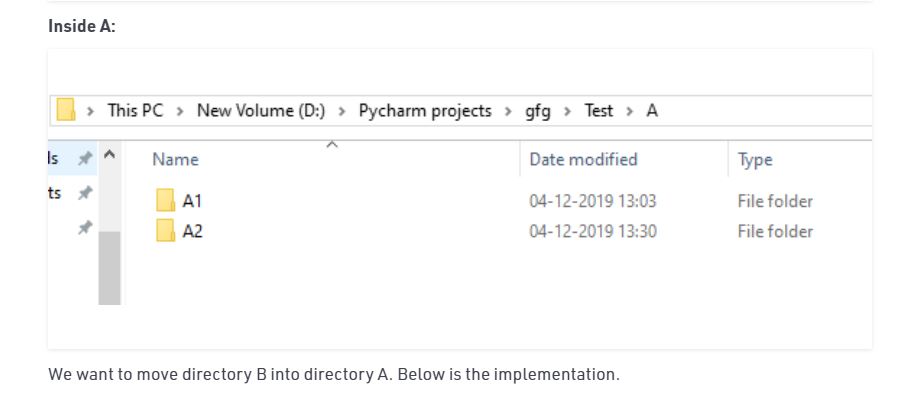 Inside A:
This PC > New Volume (D:) > Pycharm projects > gfg > Test > A
ls Name Date modified Type
ts
A1 04-12-2019 13:03 File folder
A2 04-12-2019 13:30 File folder
We want to move directory B into directory A. Below is the implementation.